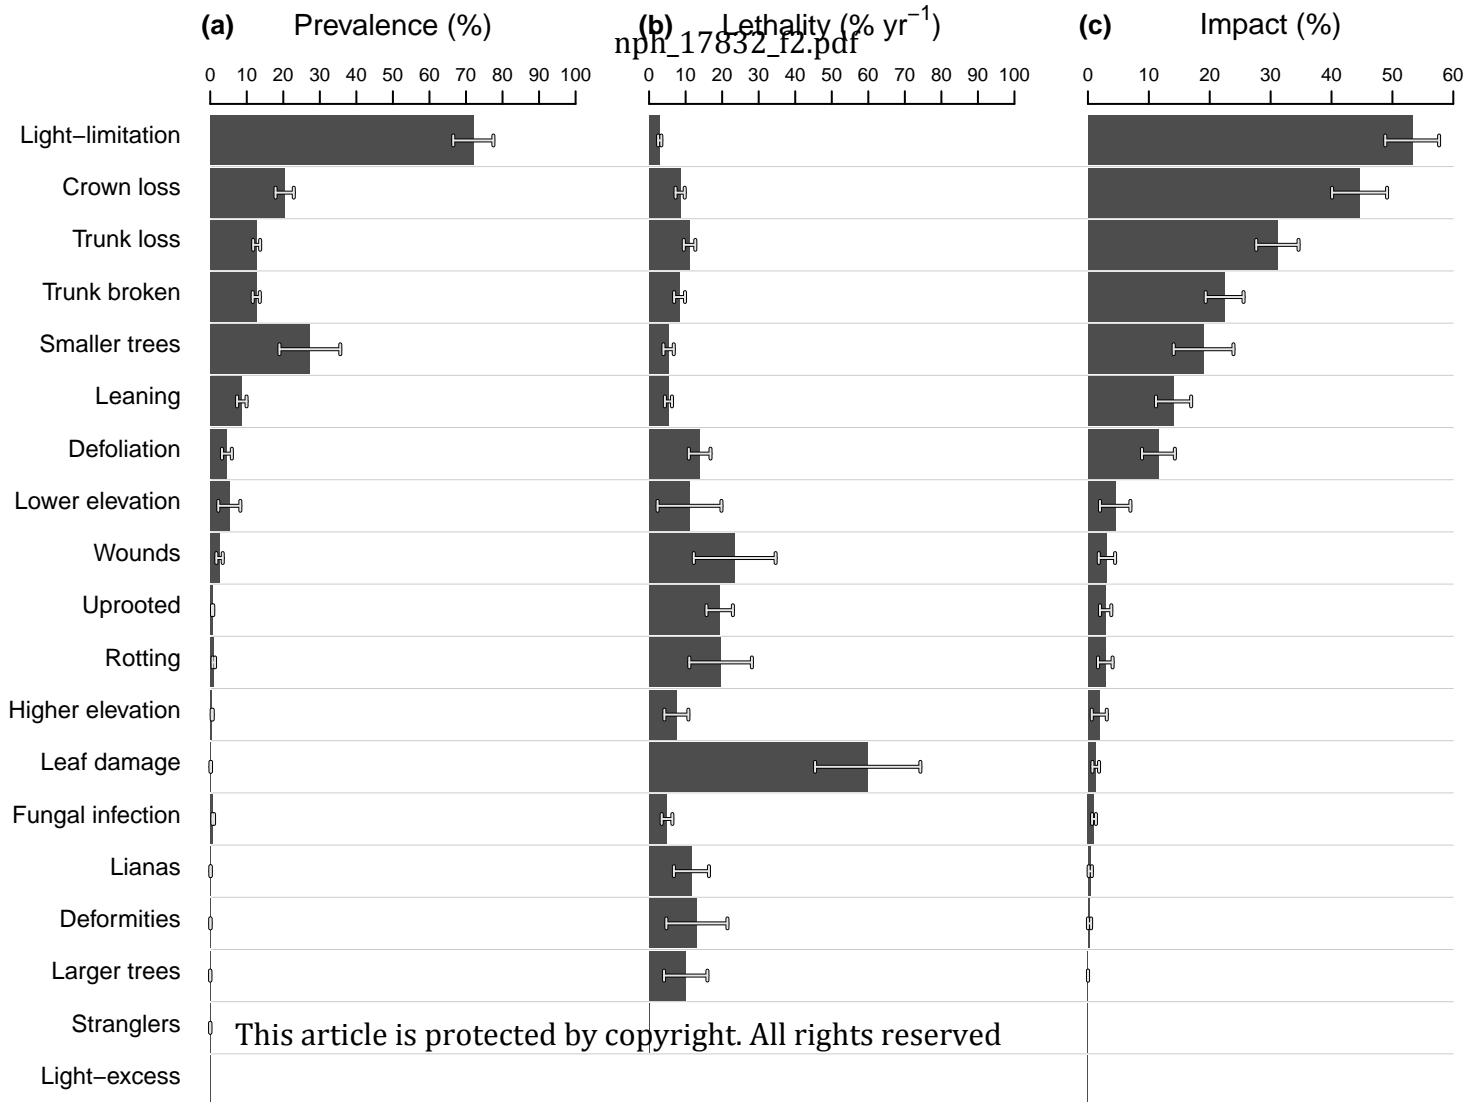 (a) Prevalence (%) (b) Lethality (% yr−1) (c) Impact (%)
nph_17832_f2.pdf
0 10 20 30 40 50 60 70 80 90 100 0 10 20 30 40 50 60 70 80 90 100 0 10 20 30 40 50 60
Light−limitation
Crown loss
Trunk loss
Trunk broken
Smaller trees
Leaning
Defoliation
Lower elevation
Wounds
Uprooted
Rotting
Higher elevation
Leaf damage
Fungal infection
Lianas
Deformities
Larger trees
Stranglers
This article is protected by copyright. All rights reserved
Light−excess